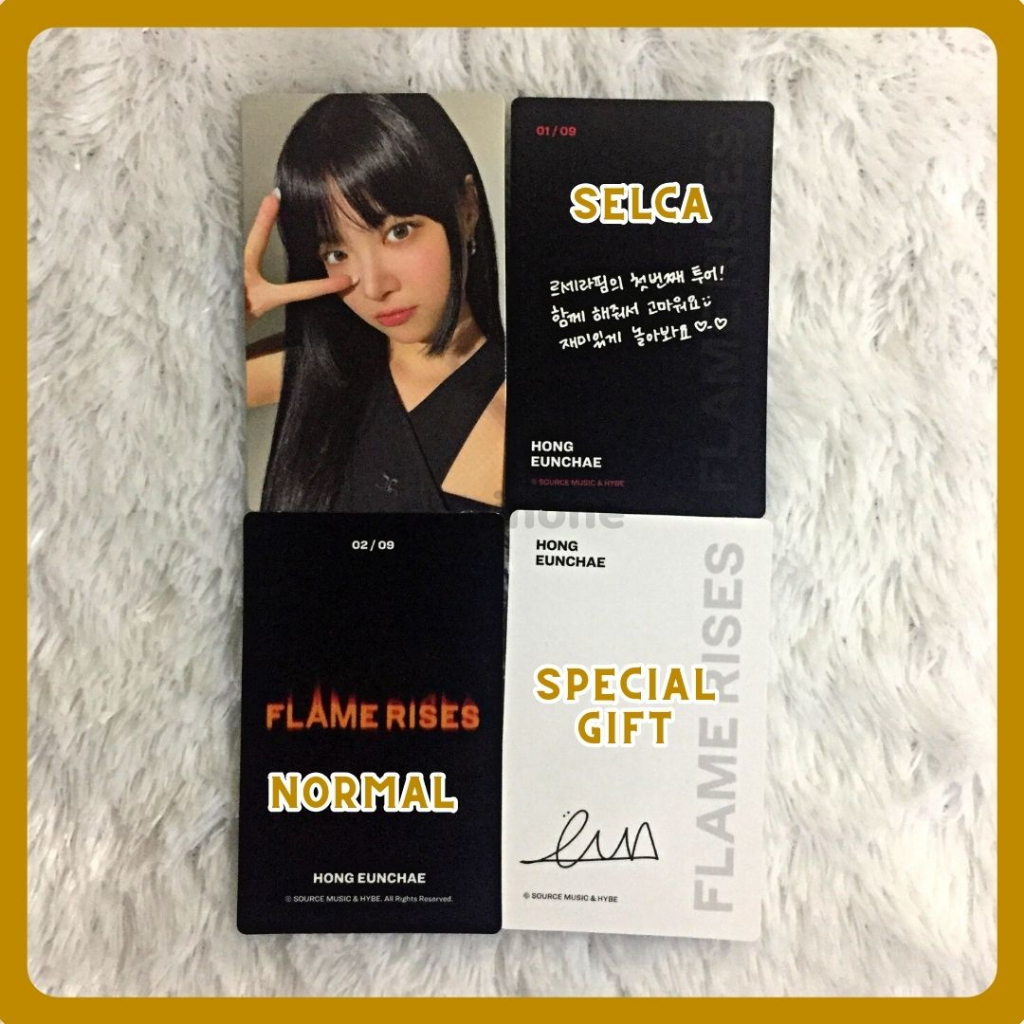 01 / 09
SELCA
르세라핌의 첫번째 투어!
함께 해줘서 고마워요
재미있게 놀아봐요 ♡-♡
HONG
EUNCHAE
© SOURCE MUSIC & HYBE
FLAME RISES
02 / 09
FLAME RISES
NORMAL
HONG EUNCHAE
© SOURCE MUSIC & HYBE. All Rights Reserved.
HONG
EUNCHAE
SPECIAL
GIFT
eun
© SOURCE MUSIC & HYBE
FLAME RISES